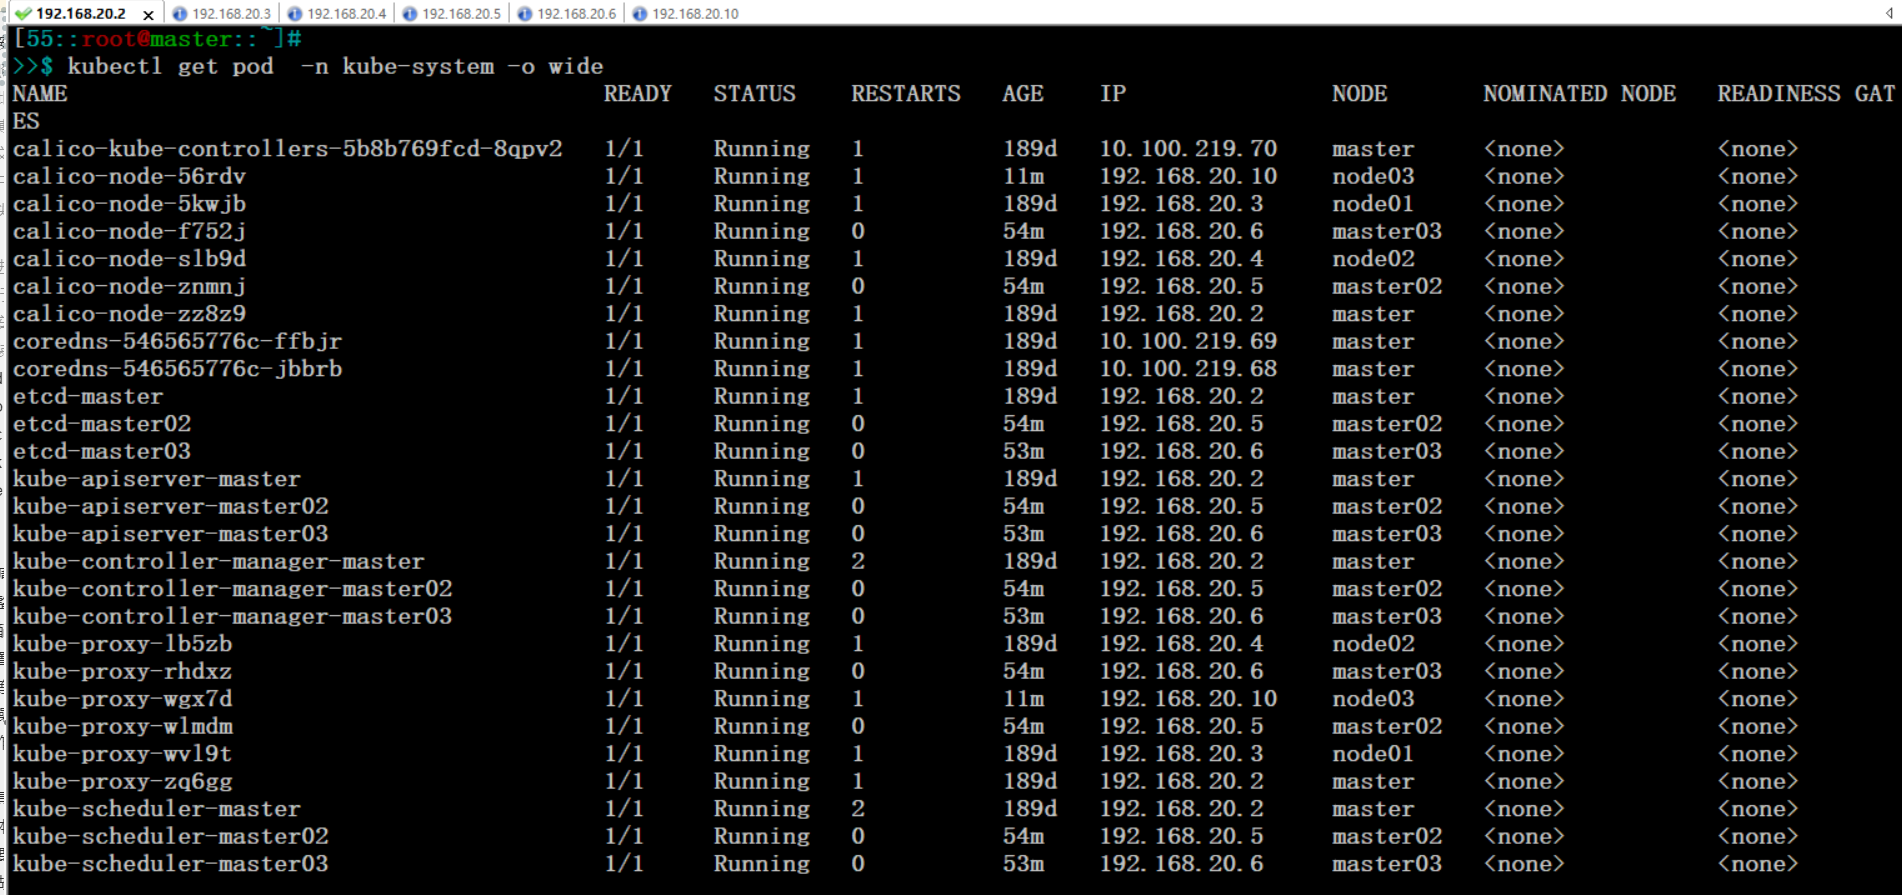 192.168.20.2 x 192.168.20.3 192.168.20.4 192.168.20.5 192.168.20.6 192.168.20.10
[55::root@master::~]#
>>$ kubectl get pod  -n kube-system -o wide
NAME READY STATUS RESTARTS AGE IP NODE NOMINATED NODE READINESS GAT
ES
calico-kube-controllers-5b8b769fcd-8qpv2 1/1 Running 1 189d 10.100.219.70 master <none> <none>
calico-node-56rdv 1/1 Running 1 11m 192.168.20.10 node03 <none> <none>
calico-node-5kwjb 1/1 Running 1 189d 192.168.20.3 node01 <none> <none>
calico-node-f752j 1/1 Running 0 54m 192.168.20.6 master03 <none> <none>
calico-node-slb9d 1/1 Running 1 189d 192.168.20.4 node02 <none> <none>
calico-node-znmnj 1/1 Running 0 54m 192.168.20.5 master02 <none> <none>
calico-node-zz8z9 1/1 Running 1 189d 192.168.20.2 master <none> <none>
coredns-546565776c-ffbjr 1/1 Running 1 189d 10.100.219.69 master <none> <none>
coredns-546565776c-jbbrb 1/1 Running 1 189d 10.100.219.68 master <none> <none>
etcd-master 1/1 Running 1 189d 192.168.20.2 master <none> <none>
etcd-master02 1/1 Running 0 54m 192.168.20.5 master02 <none> <none>
etcd-master03 1/1 Running 0 53m 192.168.20.6 master03 <none> <none>
kube-apiserver-master 1/1 Running 1 189d 192.168.20.2 master <none> <none>
kube-apiserver-master02 1/1 Running 0 54m 192.168.20.5 master02 <none> <none>
kube-apiserver-master03 1/1 Running 0 53m 192.168.20.6 master03 <none> <none>
kube-controller-manager-master 1/1 Running 2 189d 192.168.20.2 master <none> <none>
kube-controller-manager-master02 1/1 Running 0 54m 192.168.20.5 master02 <none> <none>
kube-controller-manager-master03 1/1 Running 0 53m 192.168.20.6 master03 <none> <none>
kube-proxy-lb5zb 1/1 Running 1 189d 192.168.20.4 node02 <none> <none>
kube-proxy-rhdxz 1/1 Running 0 54m 192.168.20.6 master03 <none> <none>
kube-proxy-wgx7d 1/1 Running 1 11m 192.168.20.10 node03 <none> <none>
kube-proxy-wlmdm 1/1 Running 0 54m 192.168.20.5 master02 <none> <none>
kube-proxy-wvl9t 1/1 Running 1 189d 192.168.20.3 node01 <none> <none>
kube-proxy-zq6gg 1/1 Running 1 189d 192.168.20.2 master <none> <none>
kube-scheduler-master 1/1 Running 2 189d 192.168.20.2 master <none> <none>
kube-scheduler-master02 1/1 Running 0 54m 192.168.20.5 master02 <none> <none>
kube-scheduler-master03 1/1 Running 0 53m 192.168.20.6 master03 <none> <none>